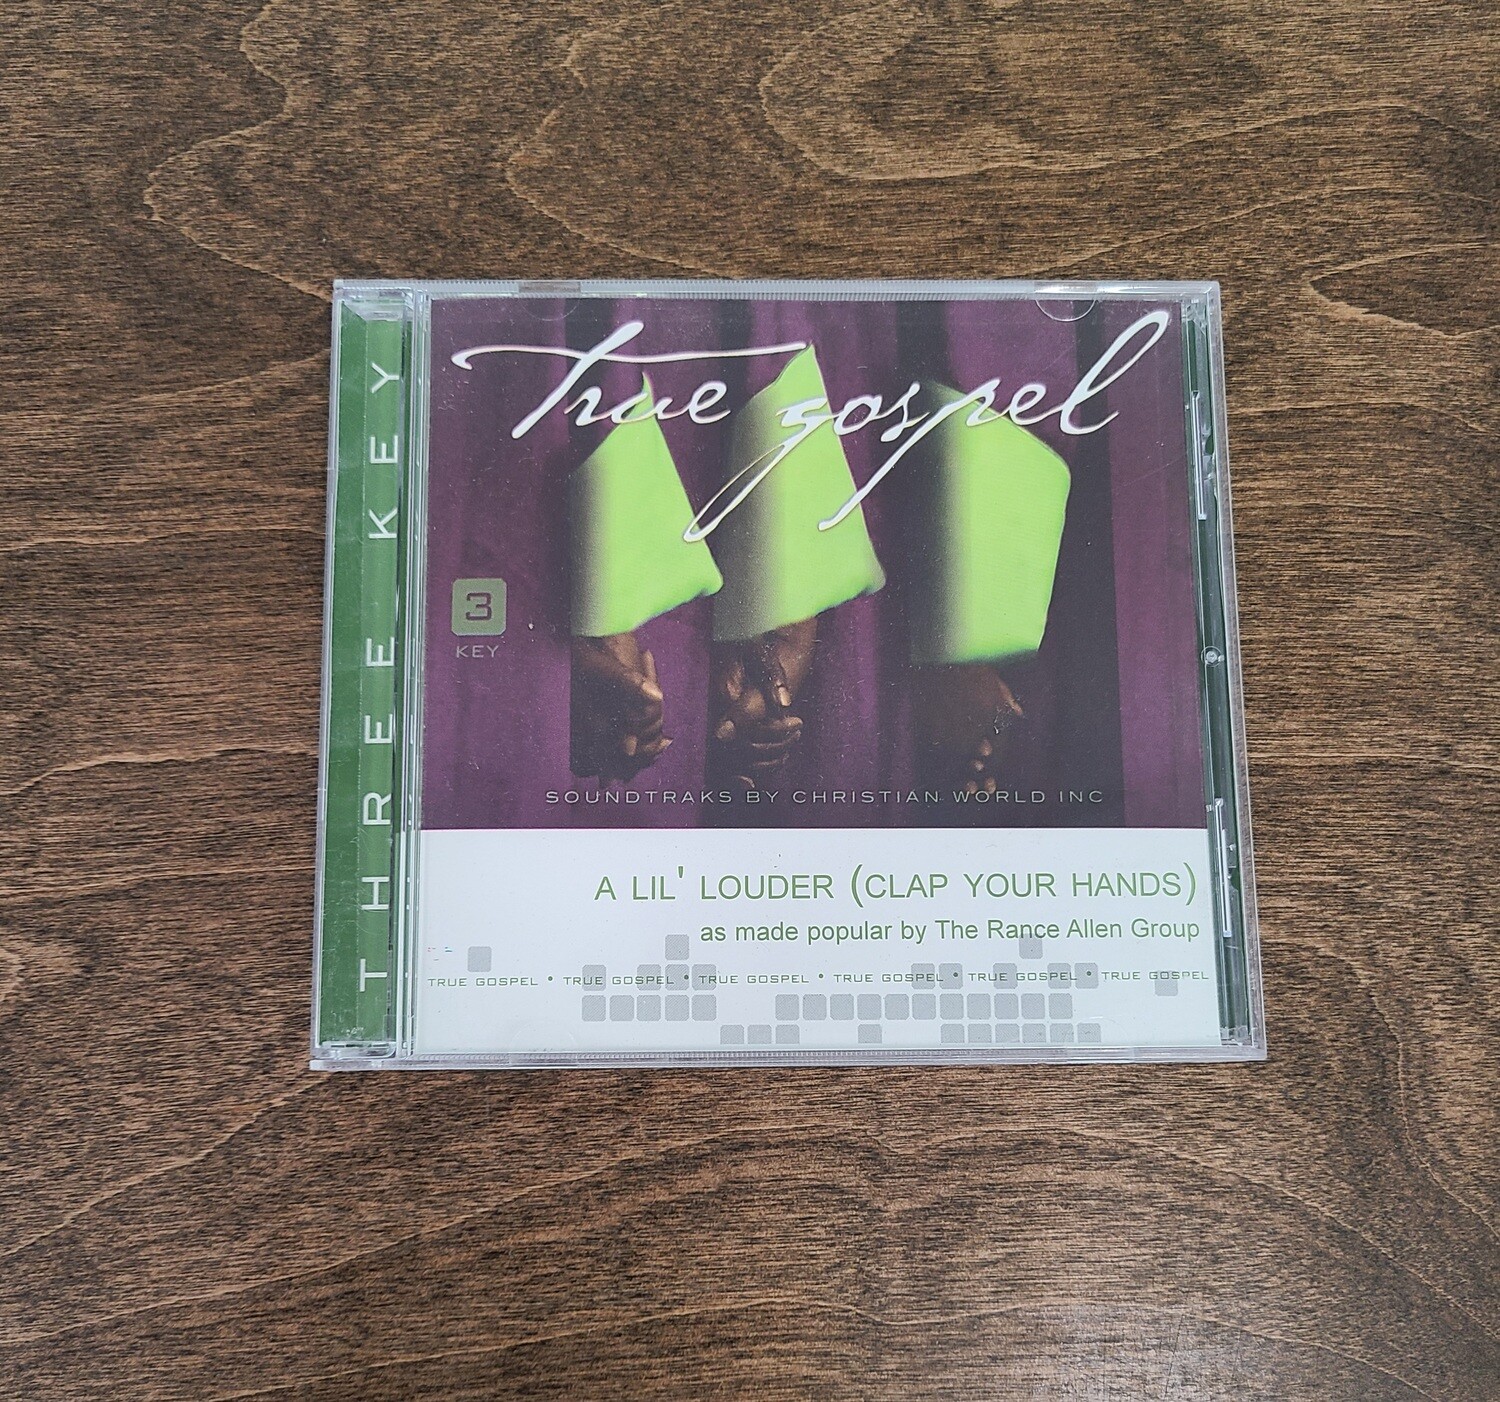 THREE KEY
True gospel
3
KEY
SOUNDTRAKS BY CHRISTIAN WORLD INC
A LIL' LOUDER (CLAP YOUR HANDS)
as made popular by The Rance Allen Group
TRUE GOSPEL • TRUE GOSPEL • TRUE GOSPEL • TRUE GOSPEL • TRUE GOSPEL • TRUE GOSPEL